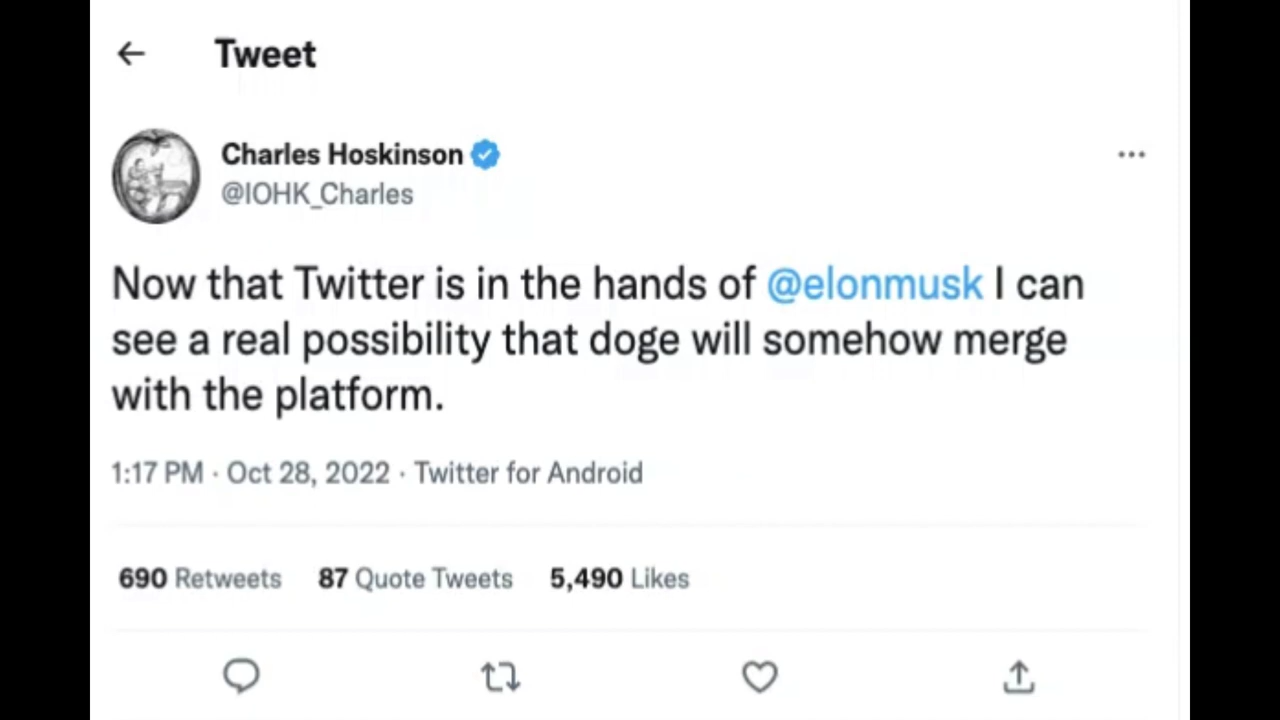 Tweet
Charles Hoskinson
@IOHK_Charles
Now that Twitter is in the hands of @elonmusk I can
see a real possibility that doge will somehow merge
with the platform.
1:17 PM · Oct 28, 2022 · Twitter for Android
690 Retweets 87 Quote Tweets 5,490 Likes